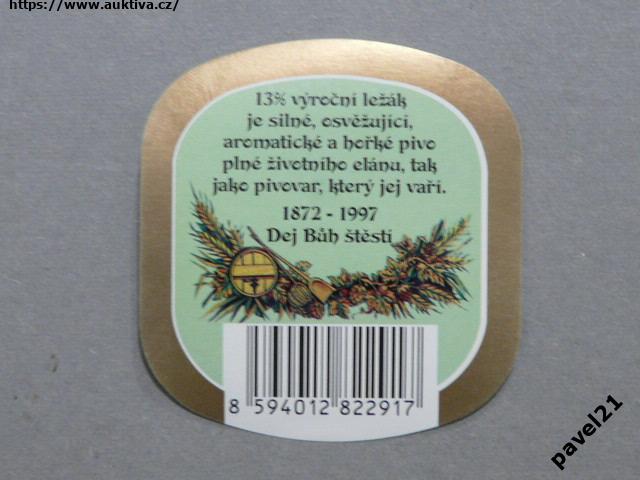 https://www.auktiva.cz/
13% výroční ležák
je silné, osvěžující,
aromatické a hořké pivo
plné životního elánu, tak
jako pivovar, který jej vaří.
1872 - 1997
Dej Bůh štěstí
8 594012 822917
pavel21